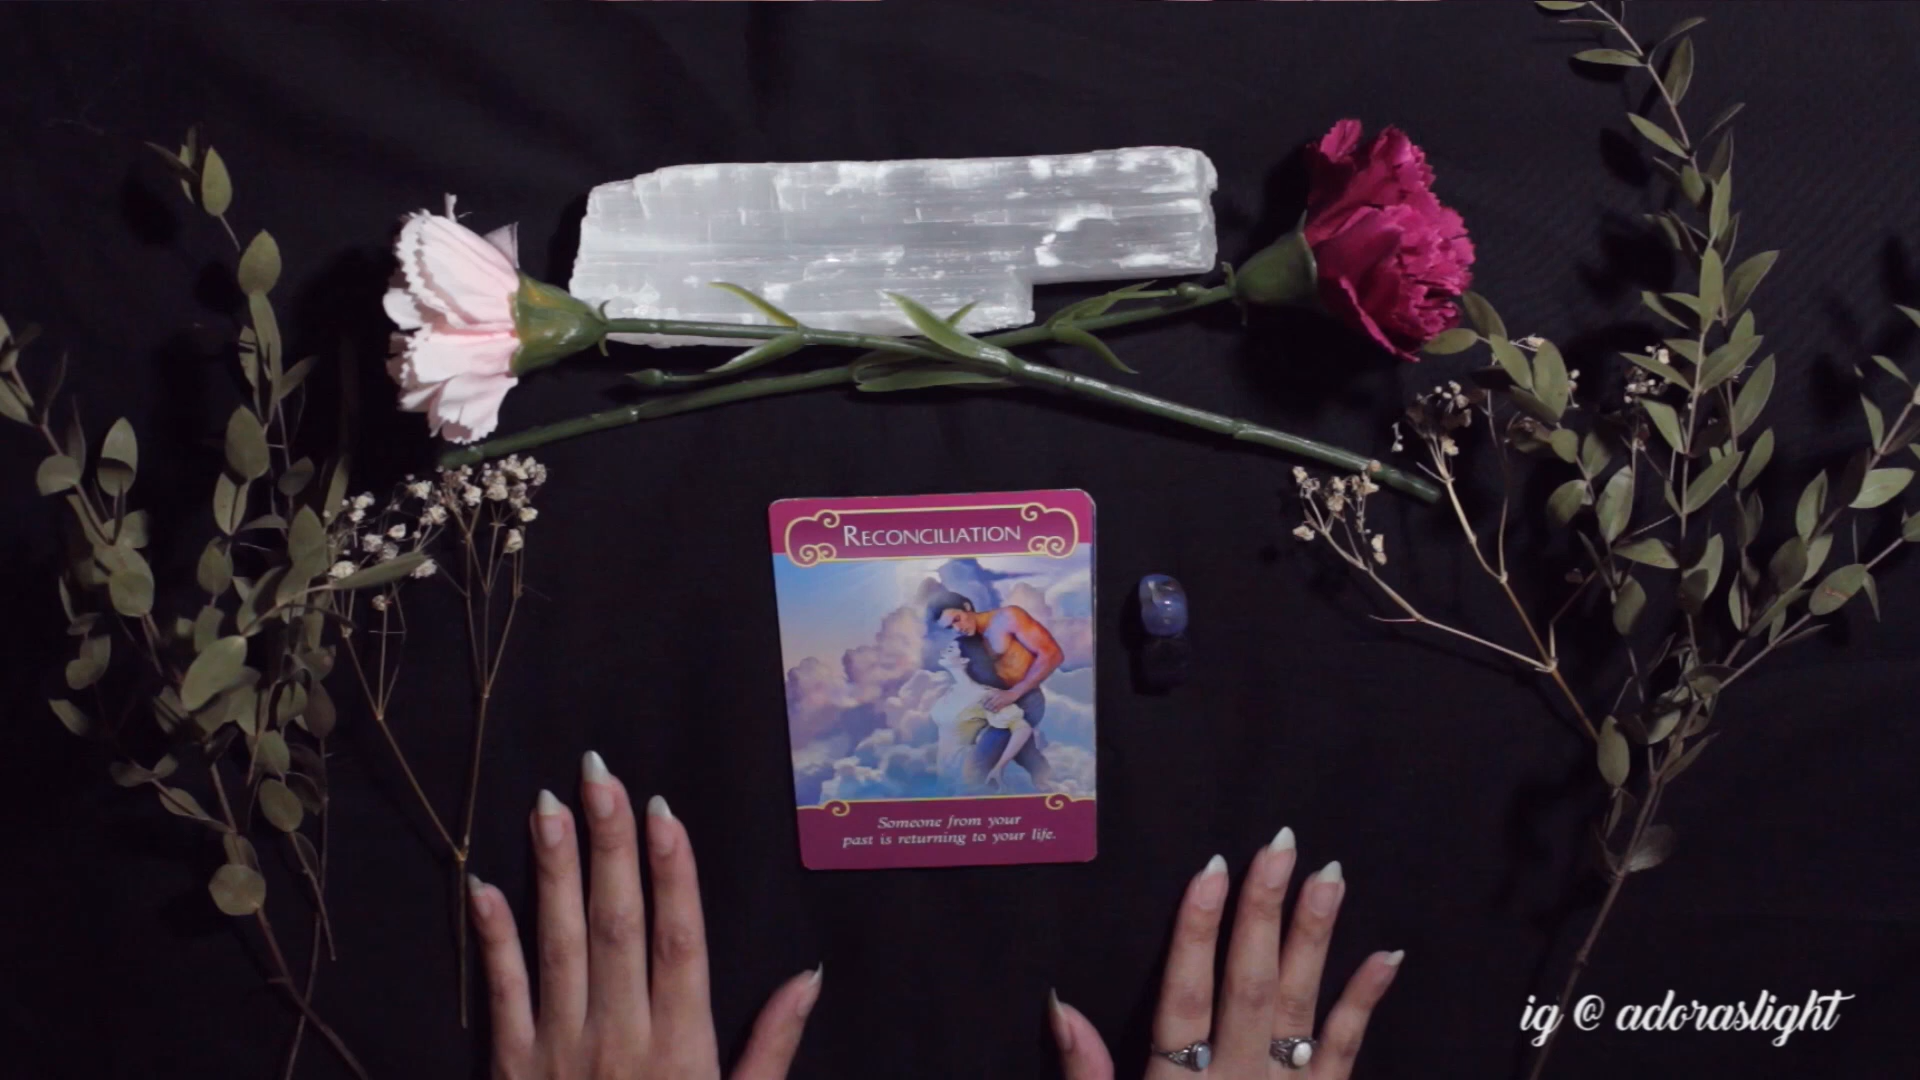 RECONCILIATION
Someone from your
past is returning to your life.
ig @ adoraslight